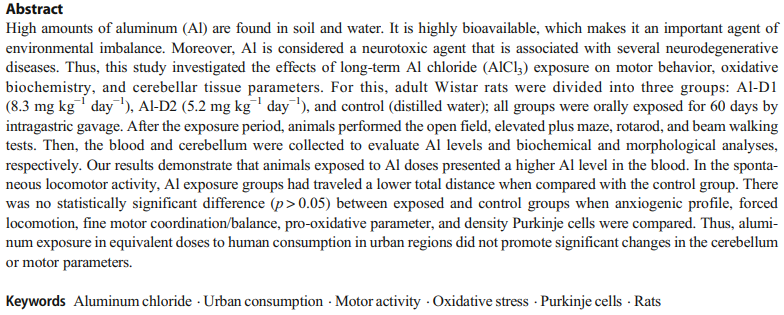 Abstract
High amounts of aluminum (Al) are found in soil and water. It is highly bioavailable, which makes it an important agent of
environmental imbalance. Moreover, Al is considered a neurotoxic agent that is associated with several neurodegenerative
diseases. Thus, this study investigated the effects of long-term Al chloride (AlCl₃) exposure on motor behavior, oxidative
biochemistry, and cerebellar tissue parameters. For this, adult Wistar rats were divided into three groups: Al-D1
(8.3 mg kg⁻¹ day⁻¹), Al-D2 (5.2 mg kg⁻¹ day⁻¹), and control (distilled water); all groups were orally exposed for 60 days by
intragastric gavage. After the exposure period, animals performed the open field, elevated plus maze, rotarod, and beam walking
tests. Then, the blood and cerebellum were collected to evaluate Al levels and biochemical and morphological analyses,
respectively. Our results demonstrate that animals exposed to Al doses presented a higher Al level in the blood. In the sponta-
neous locomotor activity, Al exposure groups had traveled a lower total distance when compared with the control group. There
was no statistically significant difference (p > 0.05) between exposed and control groups when anxiogenic profile, forced
locomotion, fine motor coordination/balance, pro-oxidative parameter, and density Purkinje cells were compared. Thus, alumi-
num exposure in equivalent doses to human consumption in urban regions did not promote significant changes in the cerebellum
or motor parameters.
Keywords Aluminum chloride · Urban consumption · Motor activity · Oxidative stress · Purkinje cells · Rats